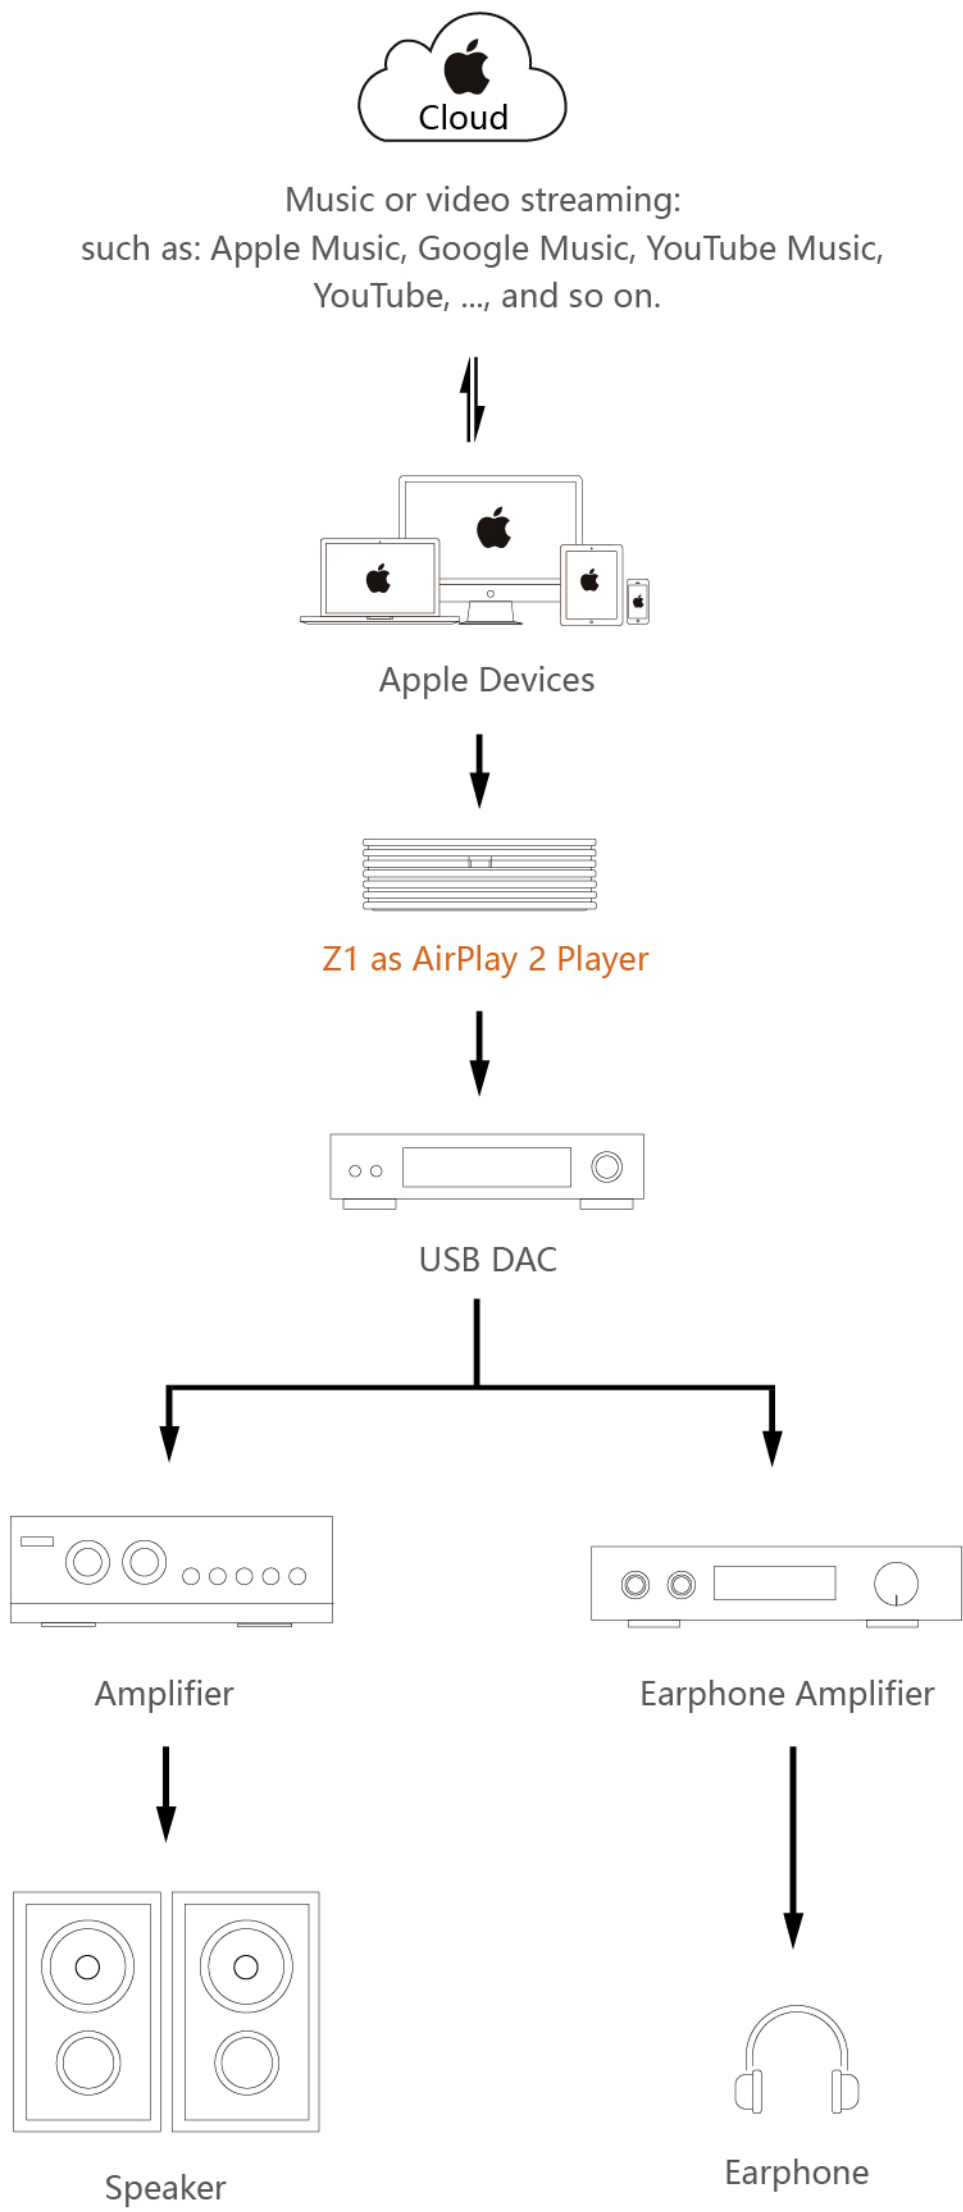 Cloud
Music or video streaming:
such as: Apple Music, Google Music, YouTube Music,
YouTube, ..., and so on.
Apple Devices
Z1 as AirPlay 2 Player
USB DAC
Amplifier
Earphone Amplifier
Speaker
Earphone